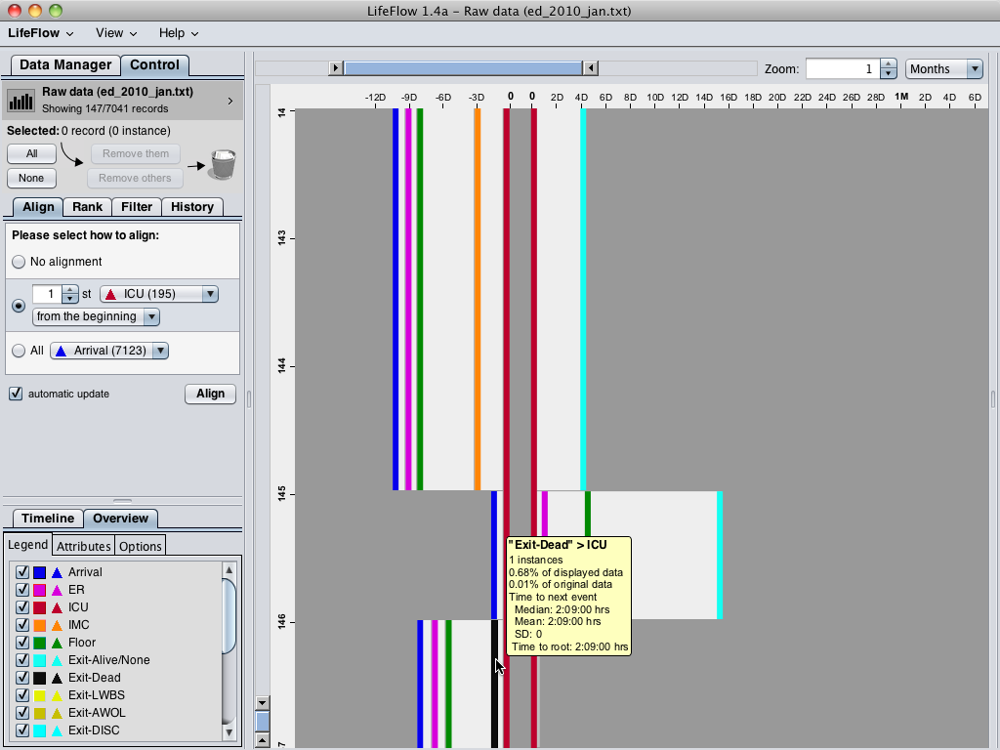 LifeFlow 1.4a – Raw data (ed_2010_jan.txt)
LifeFlow View Help
Data Manager Control
Raw data (ed_2010_jan.txt)
Showing 147/7041 records
Selected: 0 record (0 instance)
All Remove them
None Remove others
Align Rank Filter History
Please select how to align:
No alignment
1 st ICU (195)
from the beginning
All Arrival (7123)
automatic update Align
Timeline Overview
Legend Attributes Options
Arrival
ER
ICU
IMC
Floor
Exit-Alive/None
Exit-Dead
Exit-LWBS
Exit-AWOL
Exit-DISC
Zoom: 1 Months
-12D -9D -6D -3D 0 0 2D 4D 6D 8D 10D 12D 14D 16D 18D 20D 22D 24D 26D 28D 1M 2D 4D 6D
14
143
144
145
146
7
"Exit-Dead" > ICU
1 instances
0.68% of displayed data
0.01% of original data
Time to next event
Median: 2:09:00 hrs
Mean: 2:09:00 hrs
SD: 0
Time to root: 2:09:00 hrs